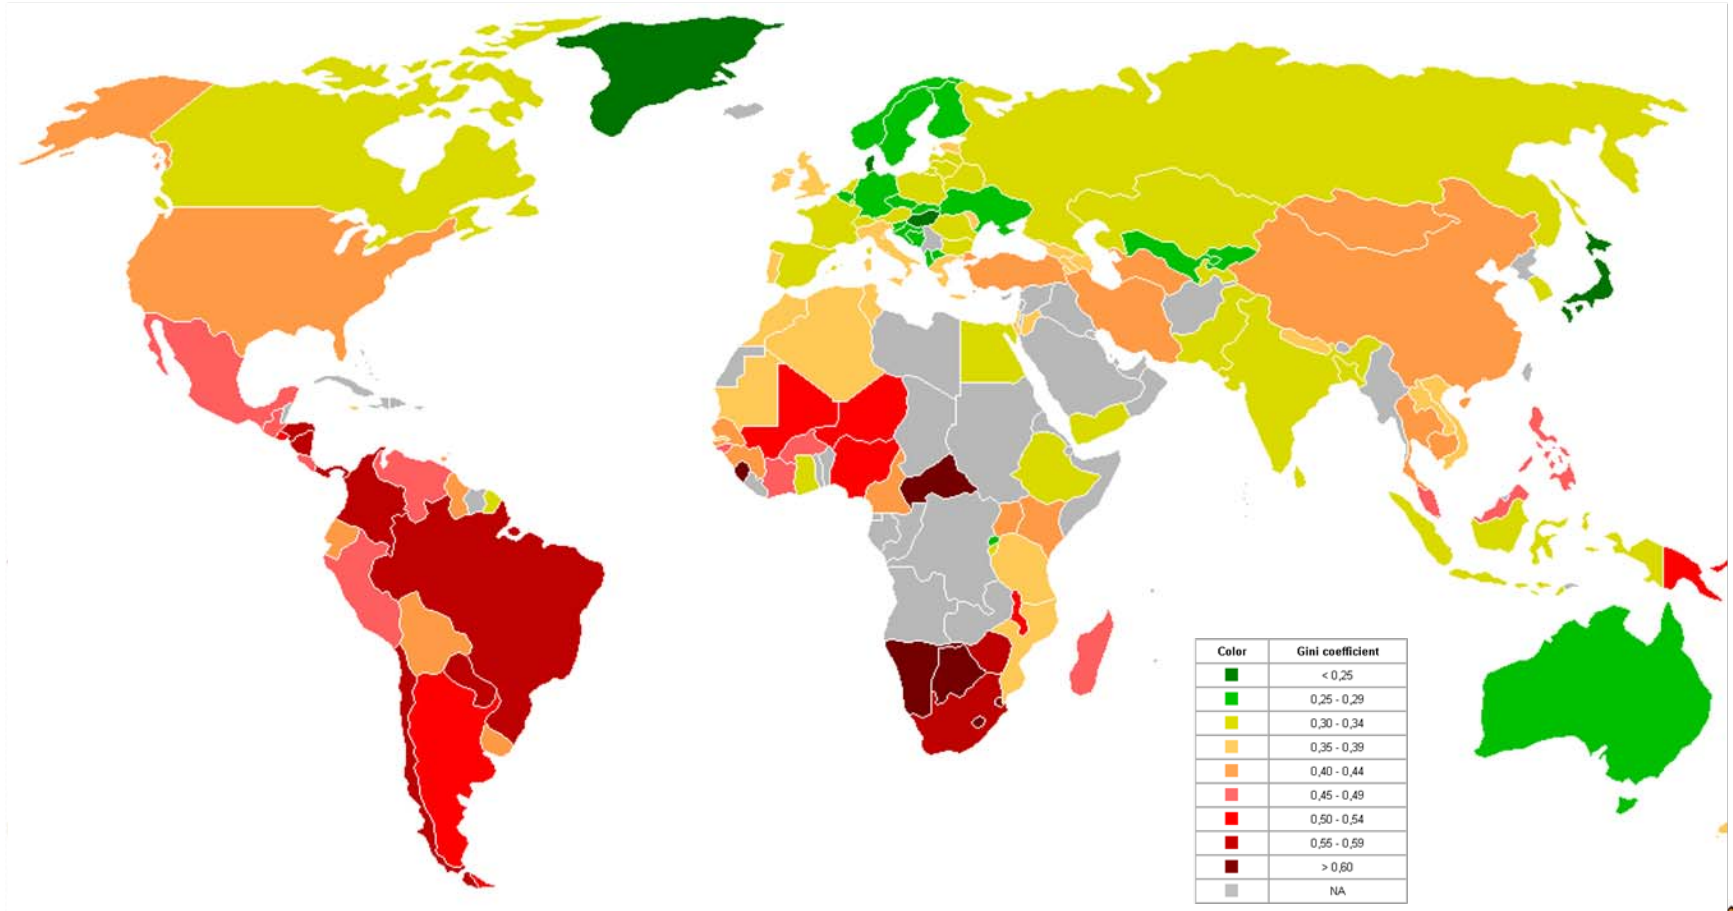 Color Gini coefficient
< 0,25
0,25 - 0,29
0,30 - 0,34
0,35 - 0,39
0,40 - 0,44
0,45 - 0,49
0,50 - 0,54
0,55 - 0,59
> 0,60
NA